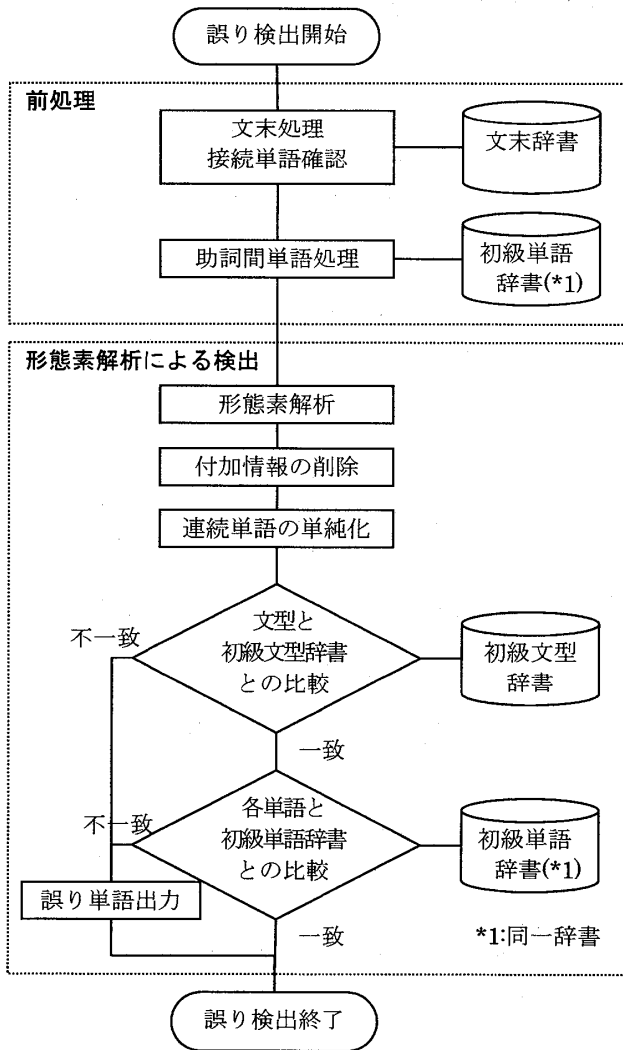 誤り検出開始
前処理
文末処理
接続単語確認
文末辞書
助詞間単語処理
初級単語
辞書(*1)
形態素解析による検出
形態素解析
付加情報の削除
連続単語の単純化
文型と
初級文型辞書
との比較
不一致
初級文型
辞書
一致
各単語と
初級単語辞書
との比較
不一致
初級単語
辞書(*1)
誤り単語出力
一致
*1:同一辞書
誤り検出終了